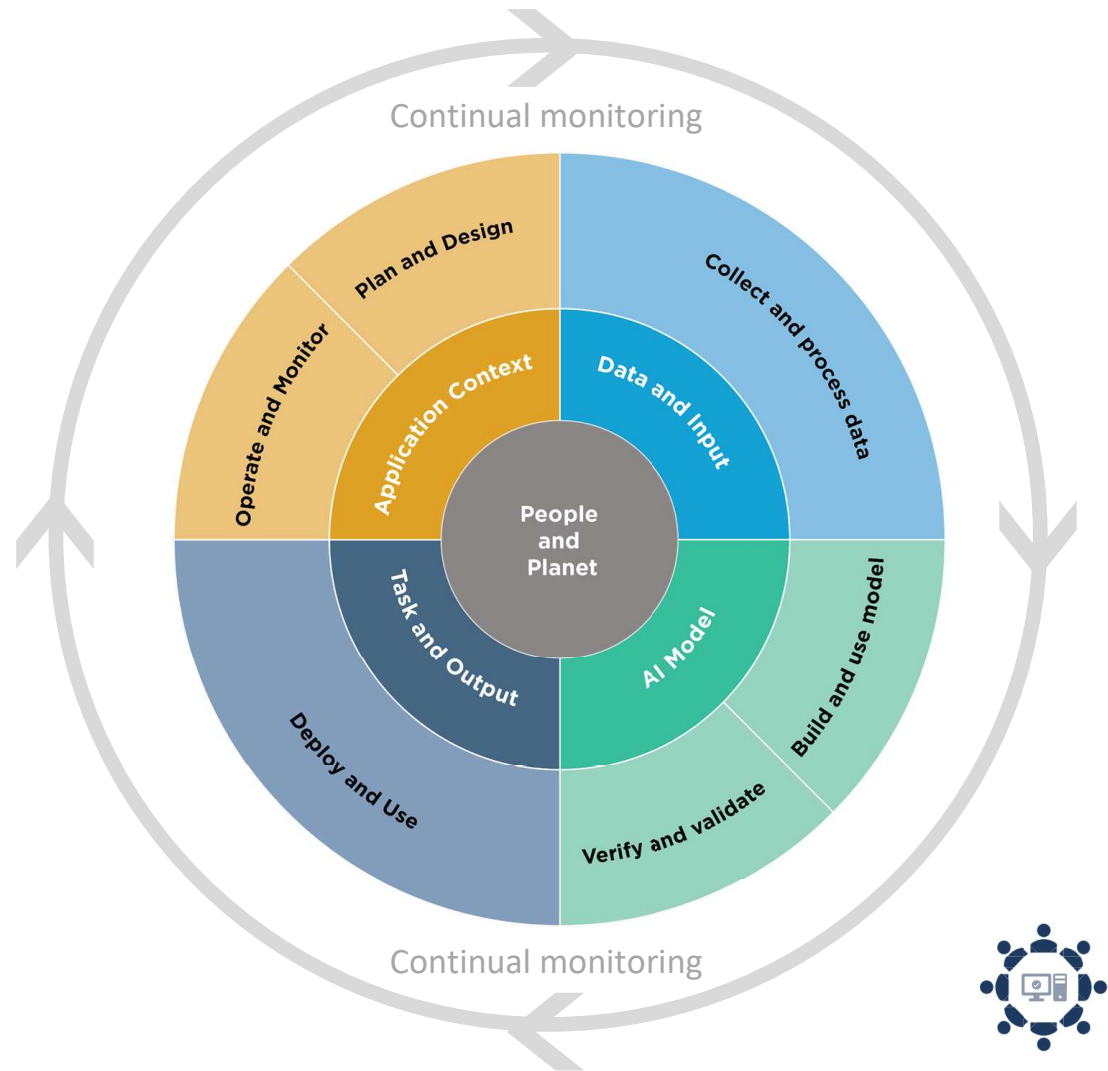 Continual monitoring
Plan and Design
Collect and process data
Operate and Monitor
Application Context
Data and Input
People
and
Planet
Task and Output
AI Model
Build and use model
Deploy and Use
Verify and validate
Continual monitoring